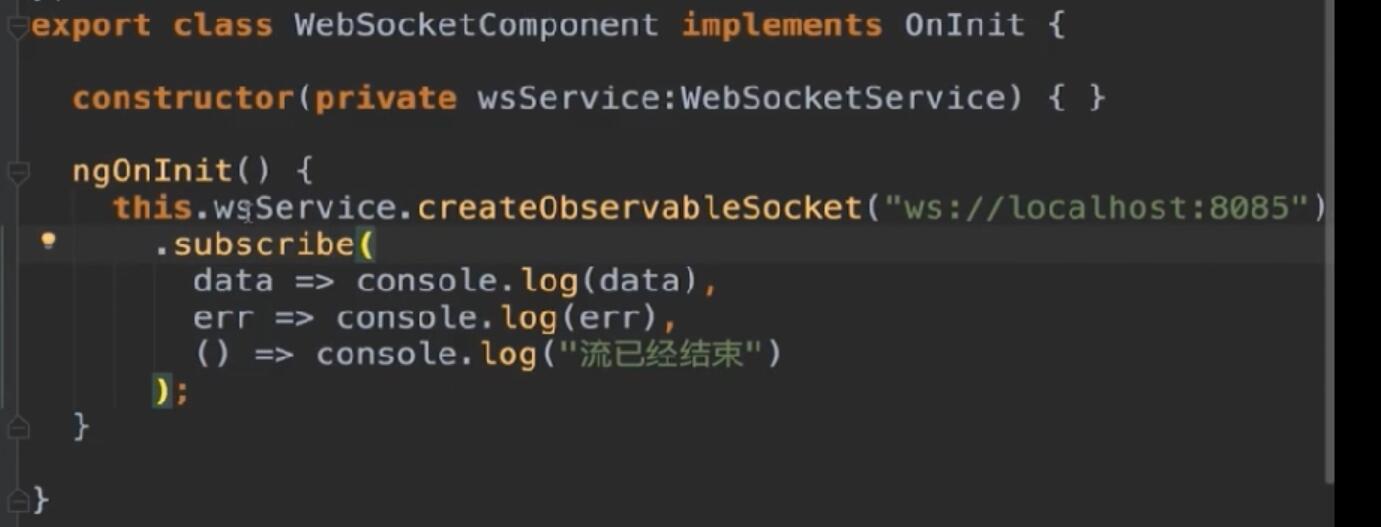 export class WebSocketComponent implements OnInit {
constructor(private wsService:WebSocketService) { }
ngOnInit() {
this.wsService.createObservableSocket("ws://localhost:8085")
.subscribe(
data => console.log(data),
err => console.log(err),
() => console.log("流已经结束")
);
}
}